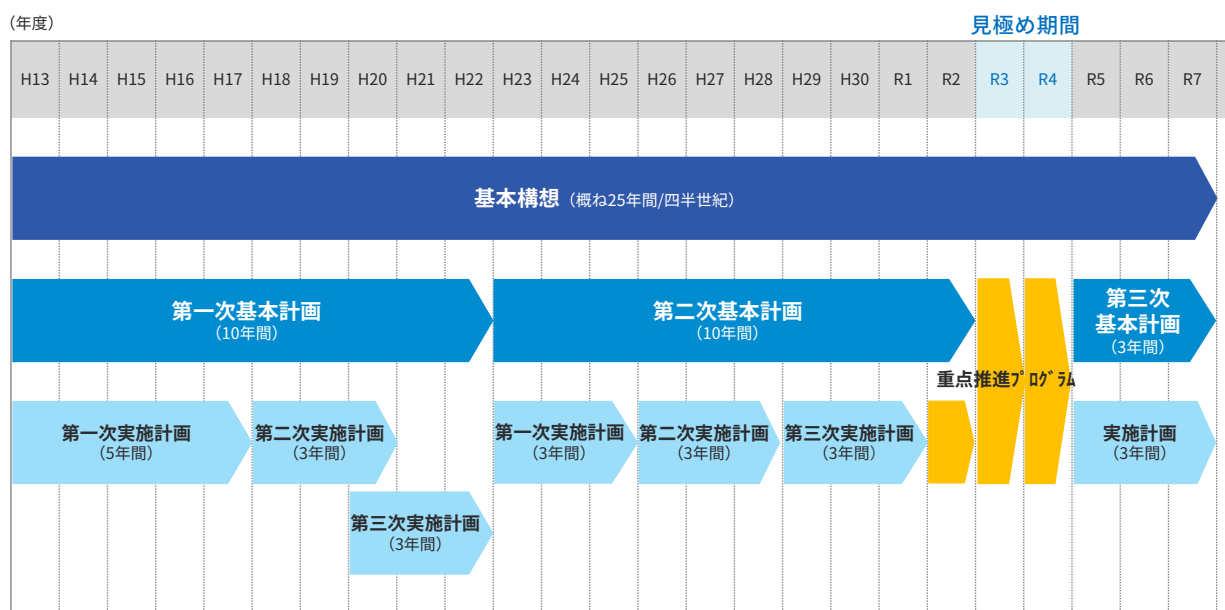 （年度）
見極め期間
H13 H14 H15 H16 H17 H18 H19 H20 H21 H22 H23 H24 H25 H26 H27 H28 H29 H30 R1 R2 R3 R4 R5 R6 R7
基本構想（概ね25年間/四半世紀）
第一次基本計画
（10年間）
第二次基本計画
（10年間）
第三次
基本計画
（3年間）
重点推進ﾌﾟﾛｸﾞﾗﾑ
第一次実施計画
（5年間）
第二次実施計画
（3年間）
第一次実施計画
（3年間）
第二次実施計画
（3年間）
第三次実施計画
（3年間）
実施計画
（3年間）
第三次実施計画
（3年間）